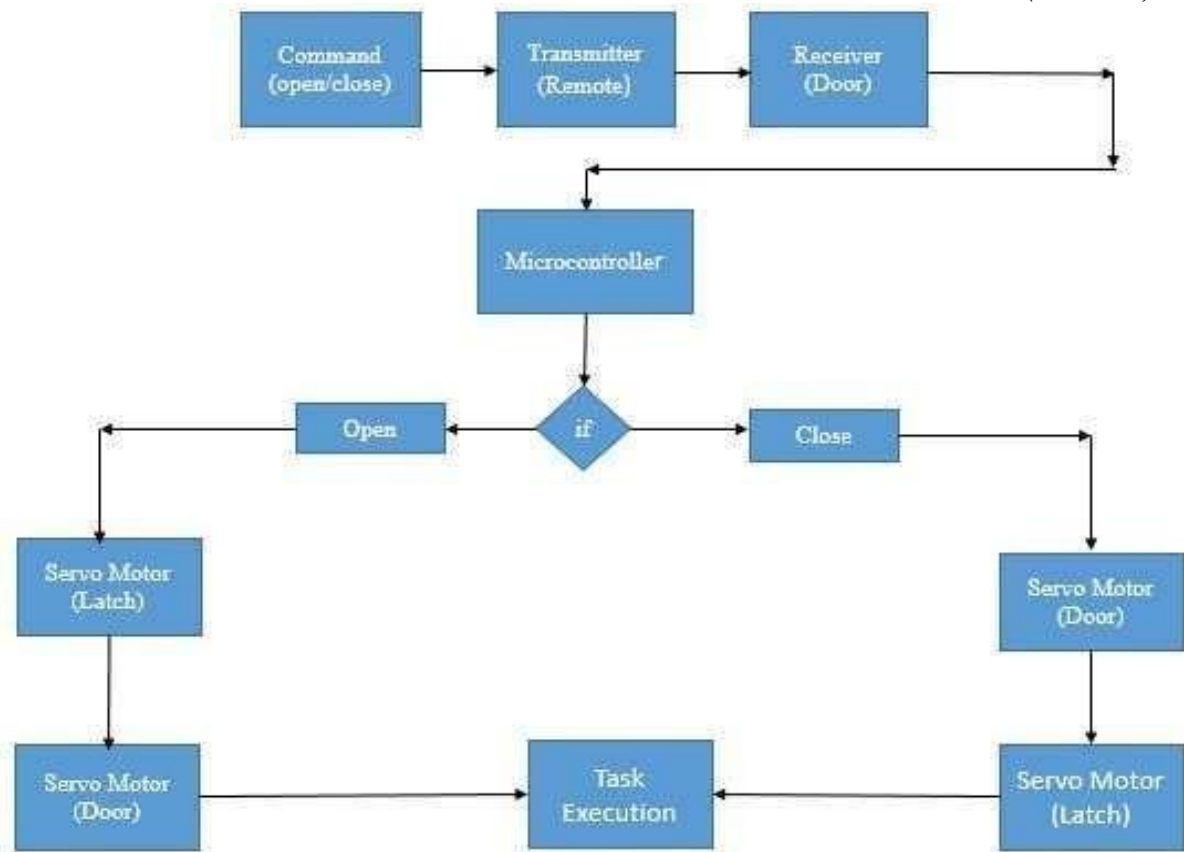 Command
(open/close)
Transmitter
(Remote)
Receiver
(Door)
Microcontroller
if
Open
Close
Servo Motor
(Latch)
Servo Motor
(Door)
Servo Motor
(Door)
Task
Execution
Servo Motor
(Latch)